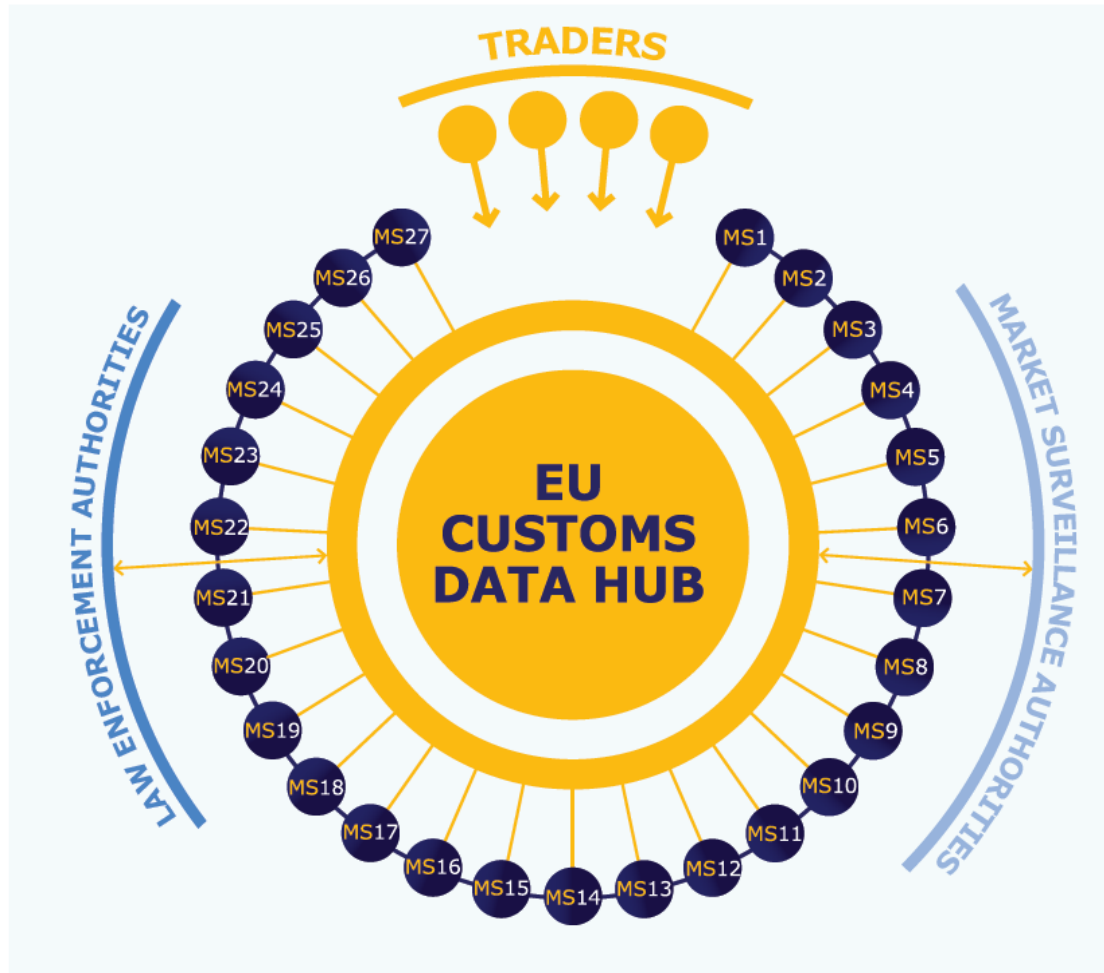 TRADERS
MS27
MS1
MS26
MS2
MS25
MS3
MS24
MS4
MS23
MS5
MS22
MS6
MS21
MS7
MS20
MS8
MS19
MS9
MS18
MS10
MS17
MS11
MS16
MS12
MS15
MS13
MS14
LAW ENFORCEMENT AUTHORITIES
MARKET SURVEILLANCE AUTHORITIES
EU
CUSTOMS
DATA HUB